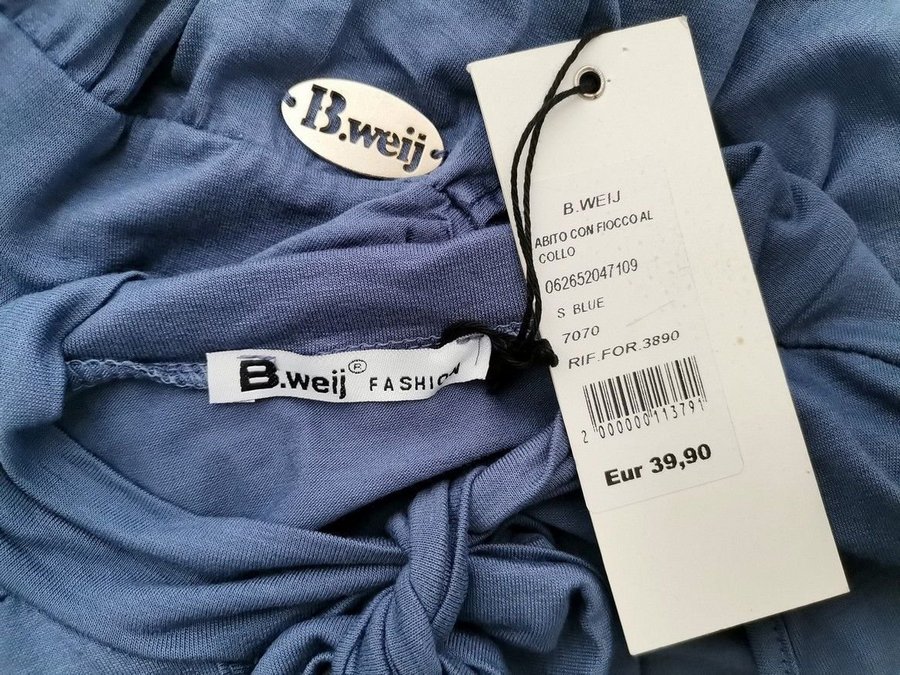 B.weij
B.weij® FASHION
B.WEIJ
ABITO CON FIOCCO AL
COLLO
062652047109
S BLUE
7070
RIF.FOR.3890
2 000000 113791
Eur 39,90